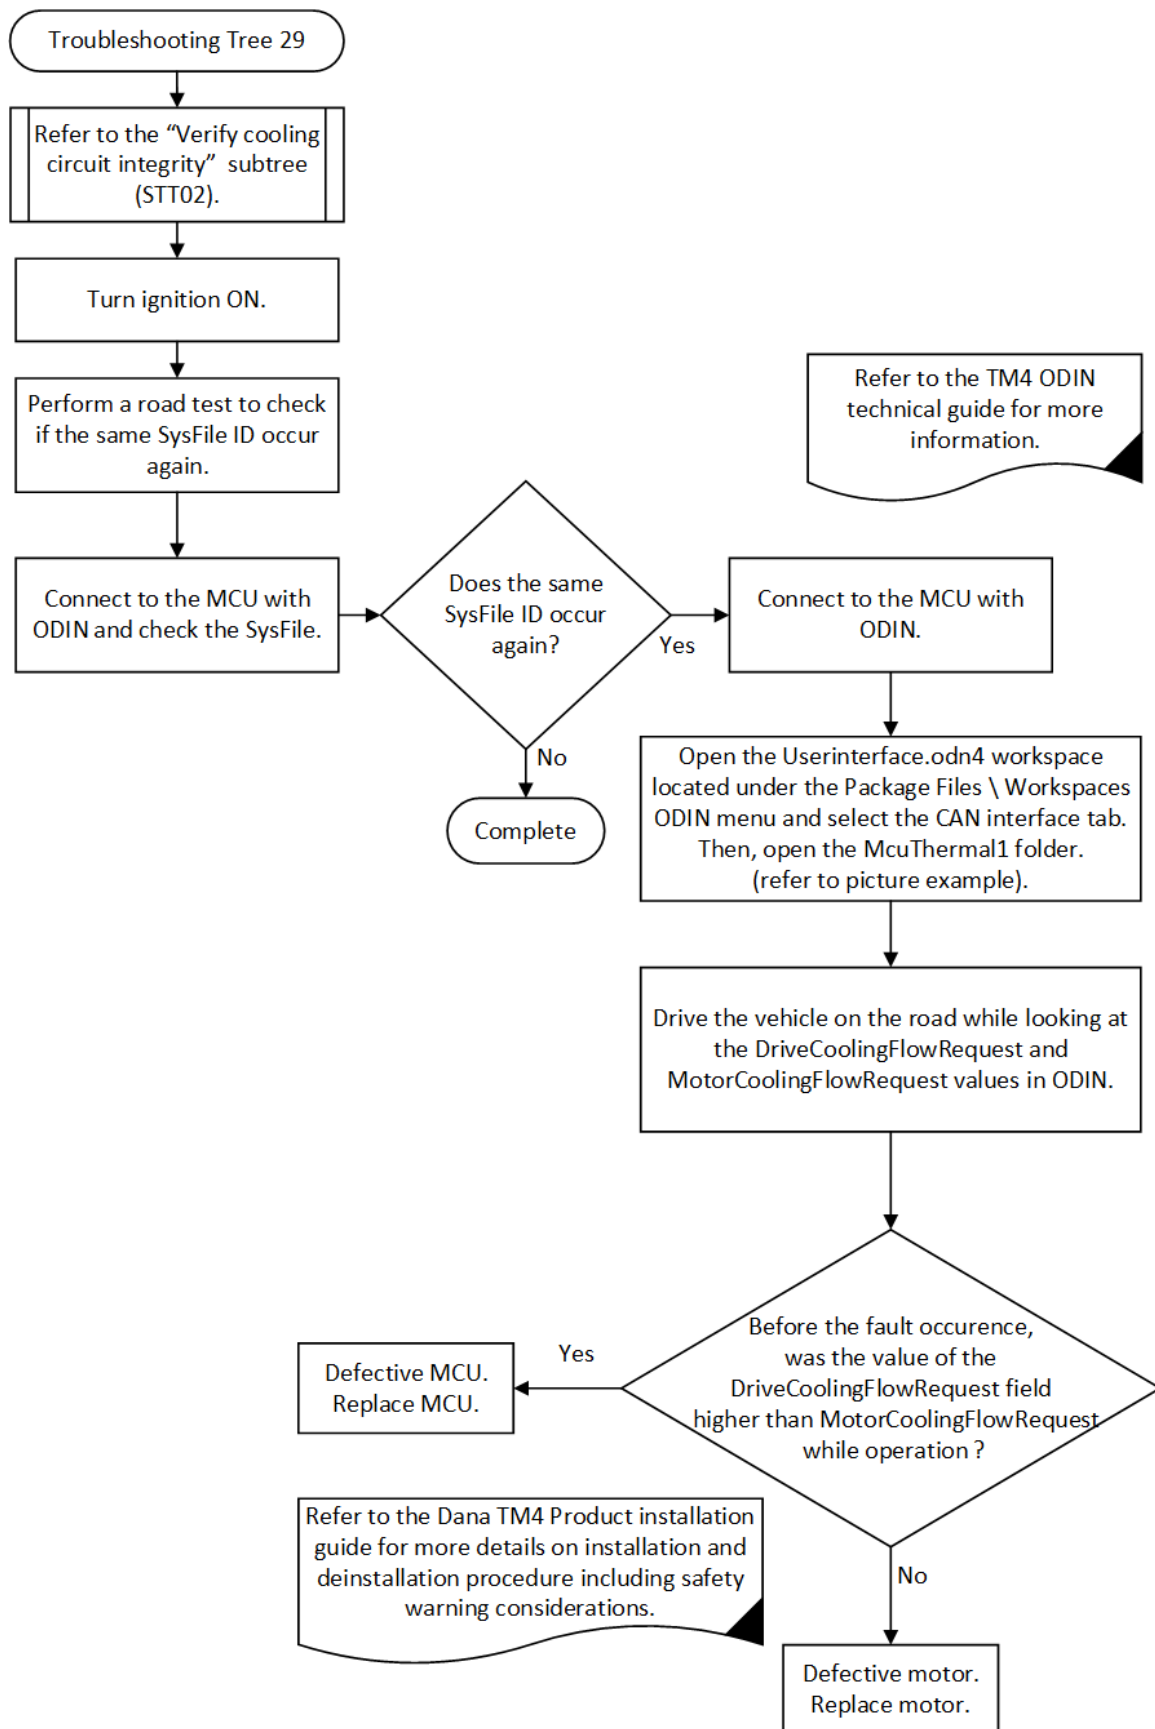 Troubleshooting Tree 29
Refer to the “Verify cooling
circuit integrity” subtree
(STT02).
Turn ignition ON.
Perform a road test to check
if the same SysFile ID occur
again.
Connect to the MCU with
ODIN and check the SysFile.
Does the same
SysFile ID occur
again?
Yes
No
Complete
Refer to the TM4 ODIN
technical guide for more
information.
Connect to the MCU with
ODIN.
Open the Userinterface.odn4 workspace
located under the Package Files \ Workspaces
ODIN menu and select the CAN interface tab.
Then, open the McuThermal1 folder.
(refer to picture example).
Drive the vehicle on the road while looking at
the DriveCoolingFlowRequest and
MotorCoolingFlowRequest values in ODIN.
Before the fault occurence,
was the value of the
DriveCoolingFlowRequest field
higher than MotorCoolingFlowRequest
while operation ?
Yes
Defective MCU.
Replace MCU.
Refer to the Dana TM4 Product installation
guide for more details on installation and
deinstallation procedure including safety
warning considerations.
No
Defective motor.
Replace motor.